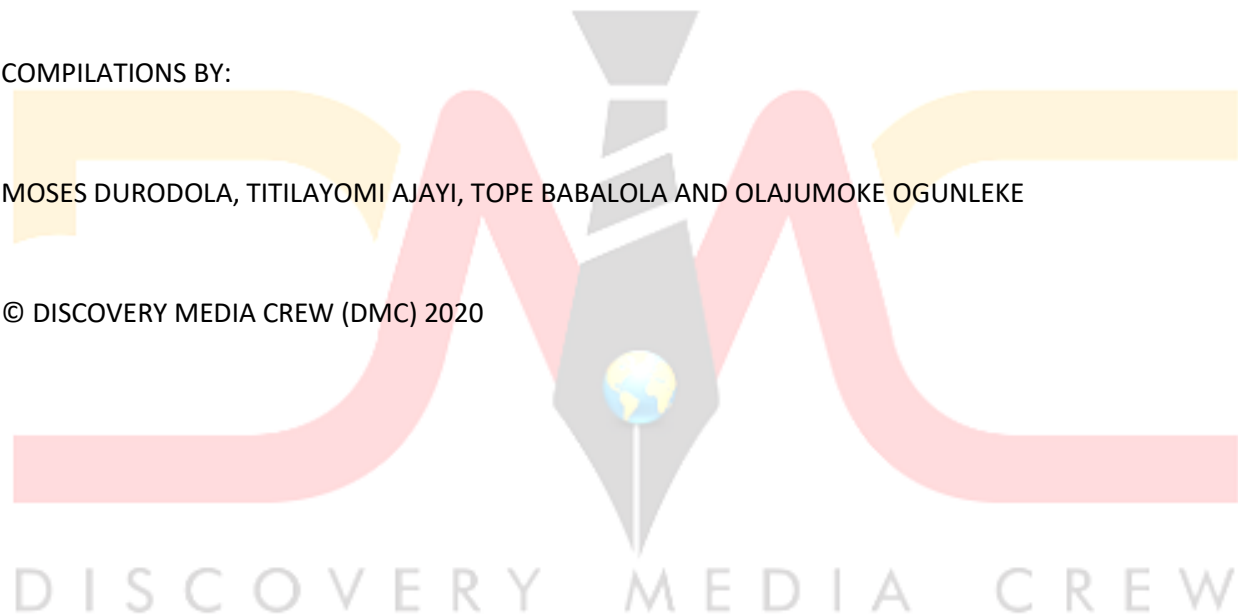 COMPILATIONS BY:
MOSES DURODOLA, TITILAYOMI AJAYI, TOPE BABALOLA AND OLAJUMOKE OGUNLEKE
© DISCOVERY MEDIA CREW (DMC) 2020
DMC
DISCOVERY MEDIA CREW